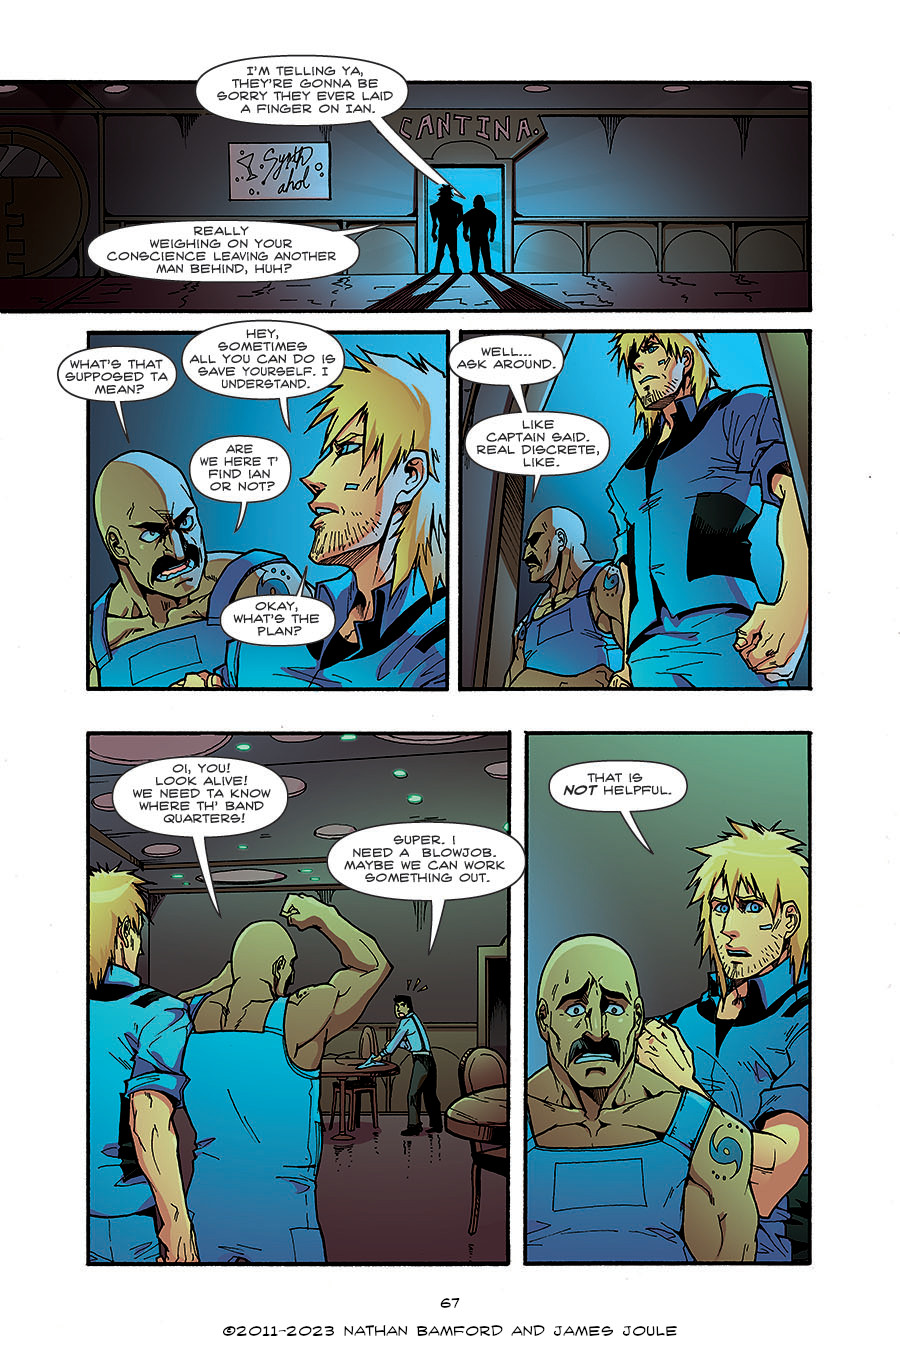 I'M TELLING YA,
THEY'RE GONNA BE
SORRY THEY EVER LAID
A FINGER ON IAN.
CANTINA.
Synth
ahol
REALLY
WEIGHING ON YOUR
CONSCIENCE LEAVING ANOTHER
MAN BEHIND, HUH?
WHAT'S THAT
SUPPOSED TA
MEAN?
HEY,
SOMETIMES
ALL YOU CAN DO IS
SAVE YOURSELF. I
UNDERSTAND.
ARE
WE HERE T'
FIND IAN
OR NOT?
OKAY,
WHAT'S THE
PLAN?
WELL...
ASK AROUND.
LIKE
CAPTAIN SAID.
REAL DISCRETE,
LIKE.
OI, YOU!
LOOK ALIVE!
WE NEED TA KNOW
WHERE TH' BAND
QUARTERS!
SUPER. I
NEED A BLOWJOB.
MAYBE WE CAN WORK
SOMETHING OUT.
!?!
THAT IS
NOT HELPFUL.
67
©2011-2023 NATHAN BAMFORD AND JAMES JOULE